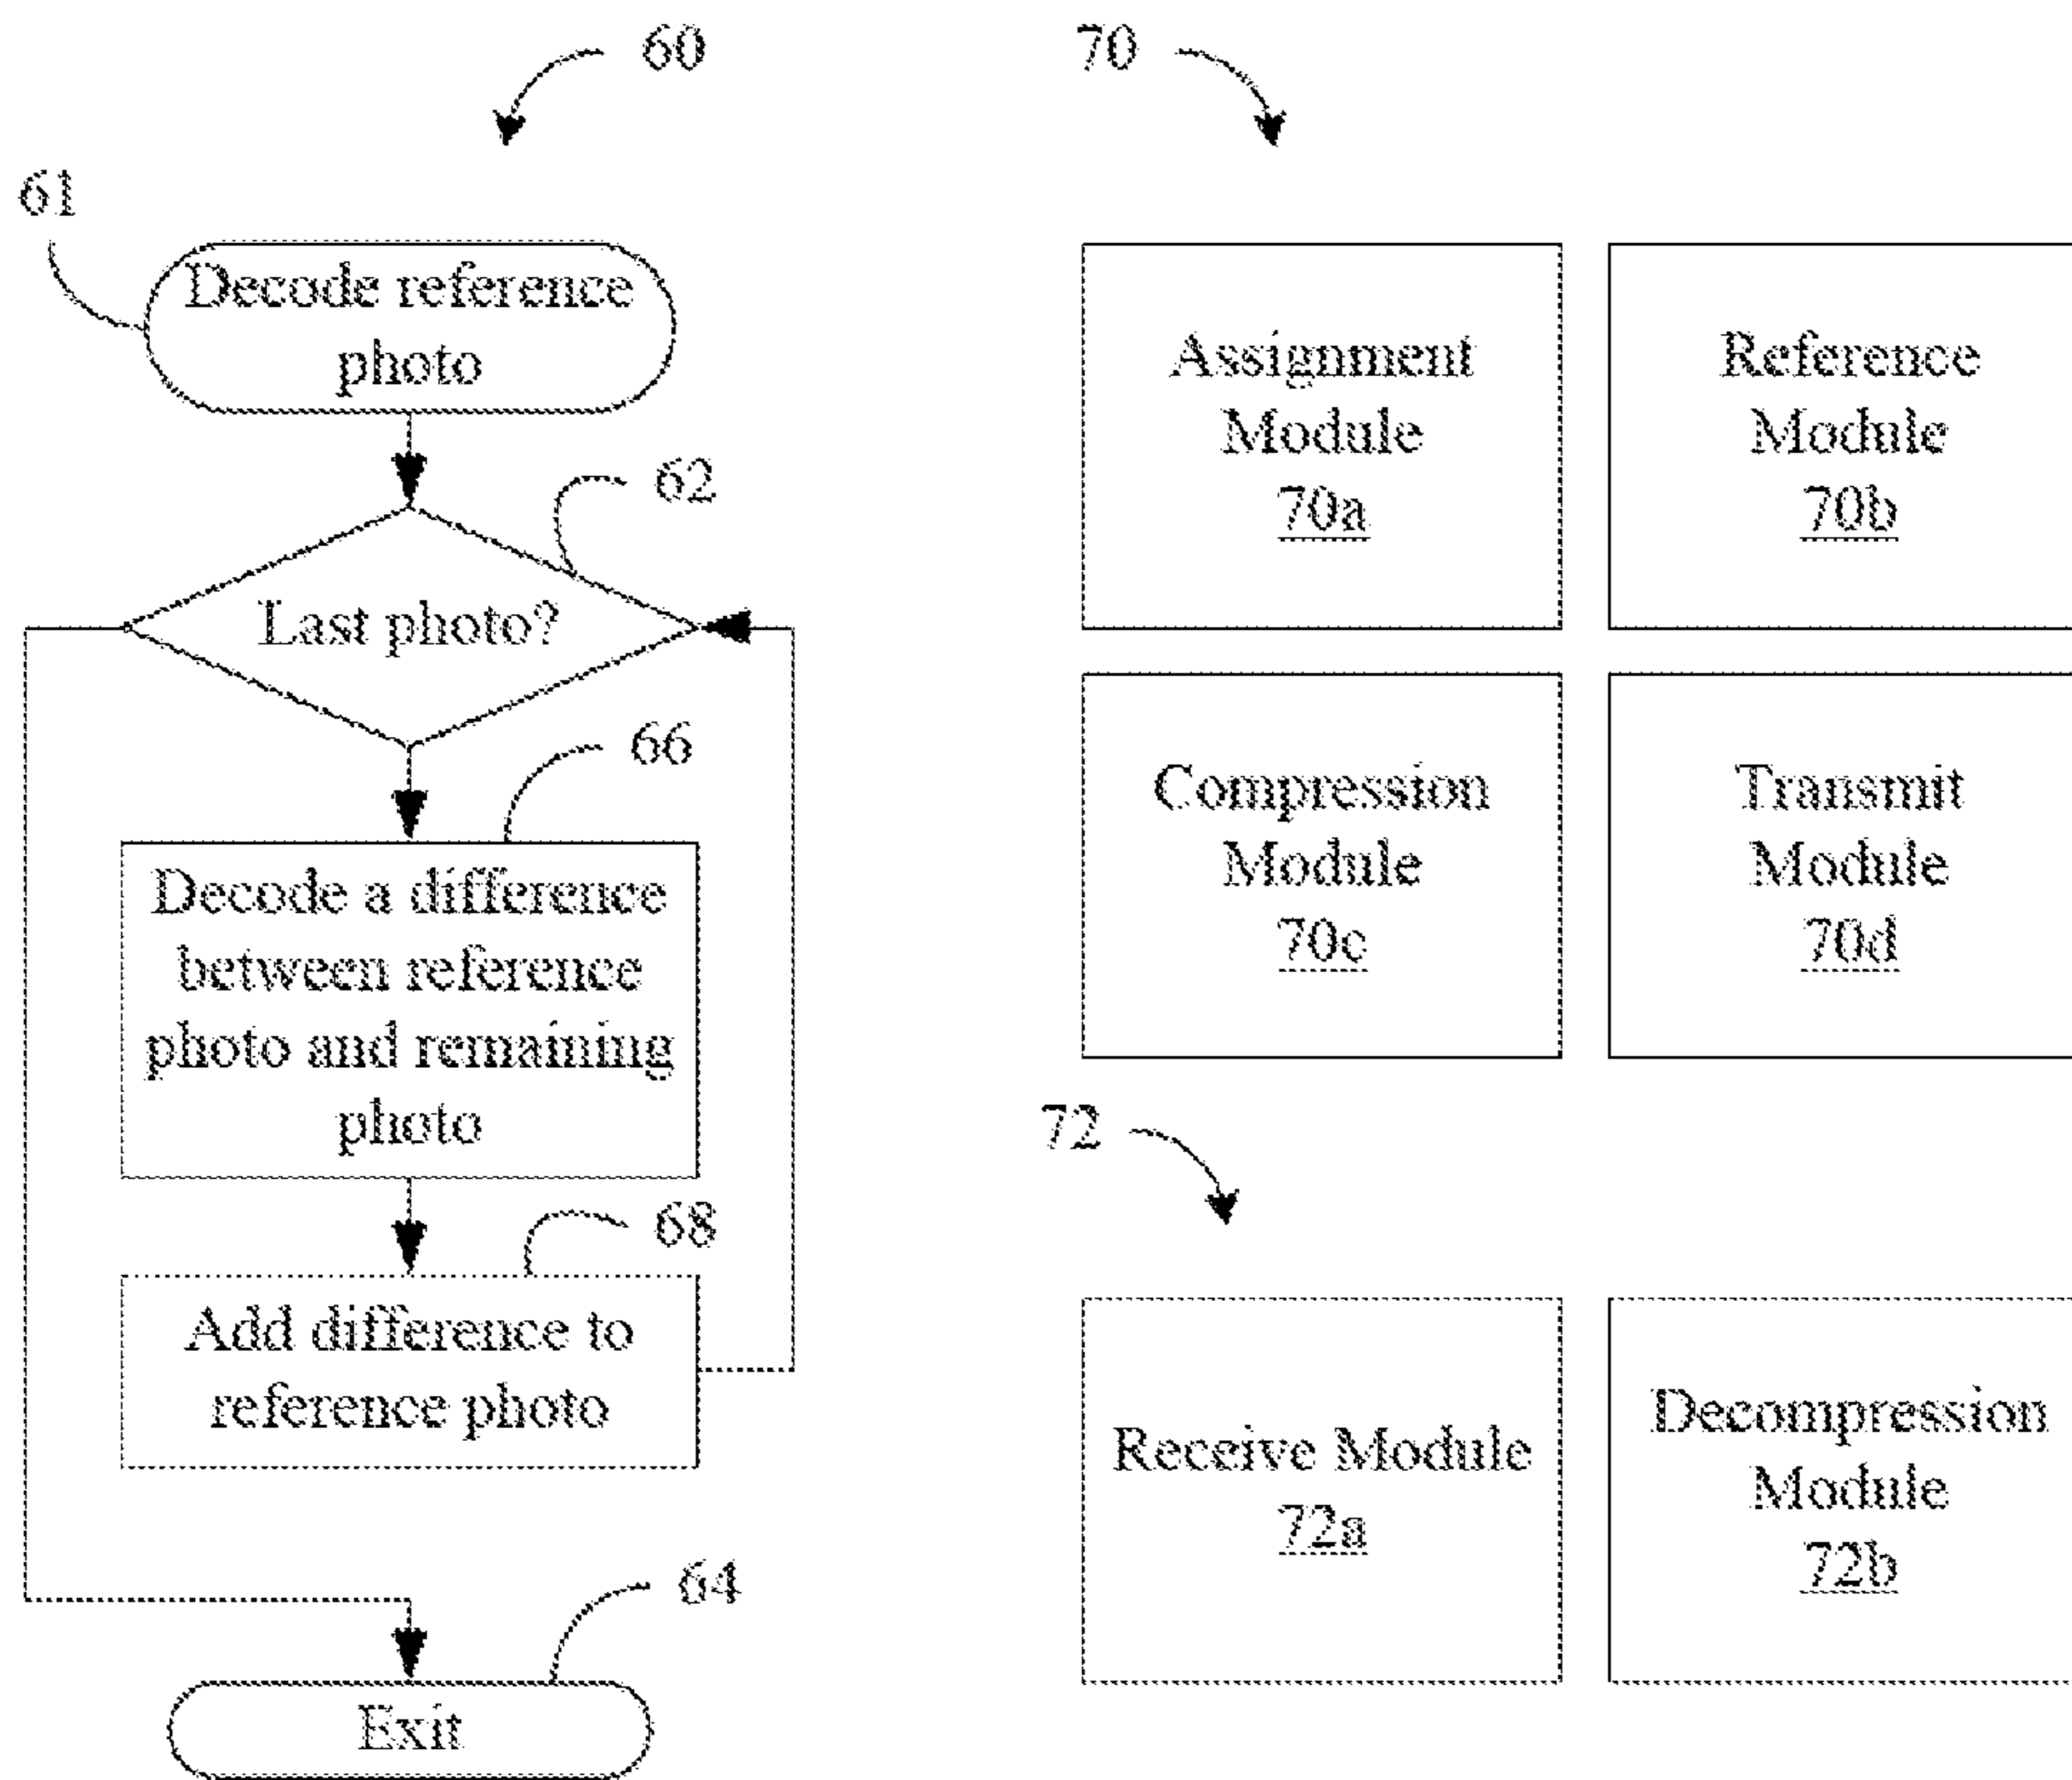 60
61
Decode reference
photo
62
Last photo?
66
Decode a difference
between reference
photo and remaining
photo
68
Add difference to
reference photo
64
Exit
70
Assignment
Module
70a
Reference
Module
70b
Compression
Module
70c
Transmit
Module
70d
72
Receive Module
72a
Decompression
Module
72b